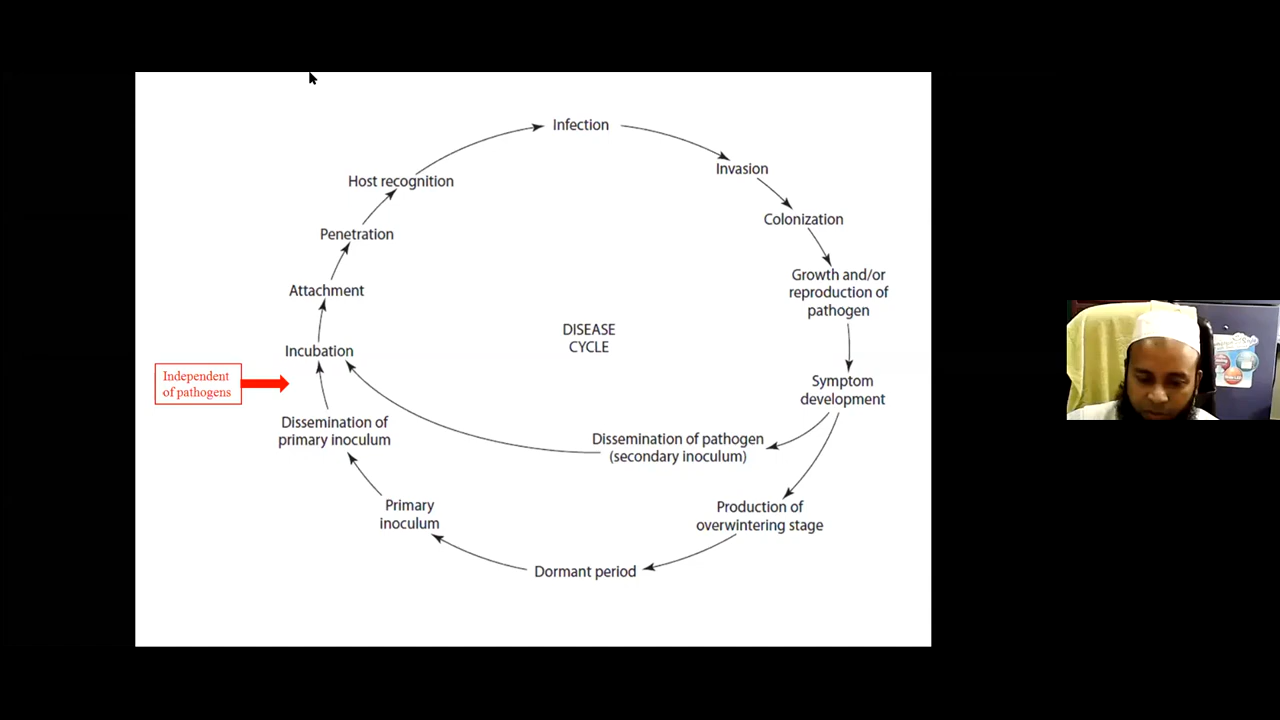 Infection
Invasion
Host recognition
Colonization
Penetration
Growth and/or
reproduction of
pathogen
Attachment
DISEASE
CYCLE
Incubation
Independent
of pathogens
Symptom
development
Dissemination of
primary inoculum
Dissemination of pathogen
(secondary inoculum)
Primary
inoculum
Production of
overwintering stage
Dormant period